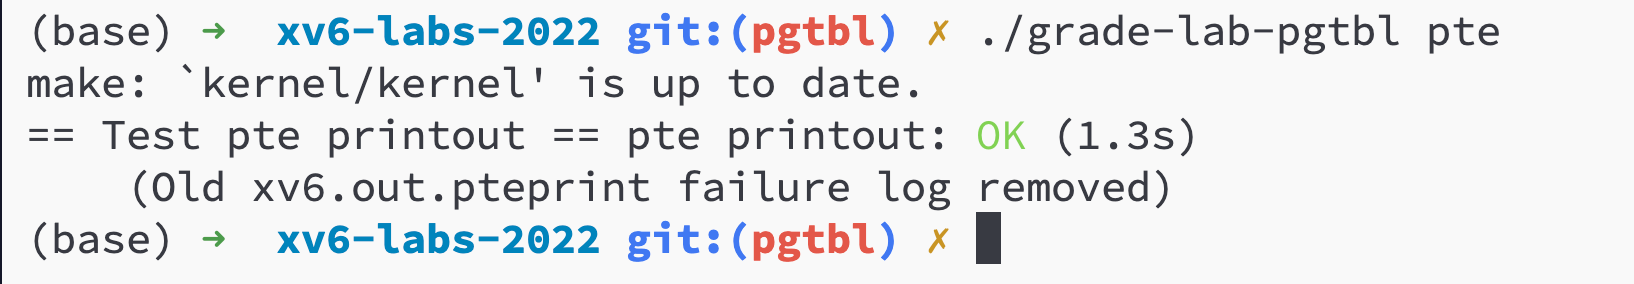 (base) ➜  xv6-labs-2022 git:(pgtbl) ✗ ./grade-lab-pgtbl pte
make: `kernel/kernel' is up to date.
== Test pte printout == pte printout: OK (1.3s)
    (Old xv6.out.pteprint failure log removed)
(base) ➜  xv6-labs-2022 git:(pgtbl) ✗